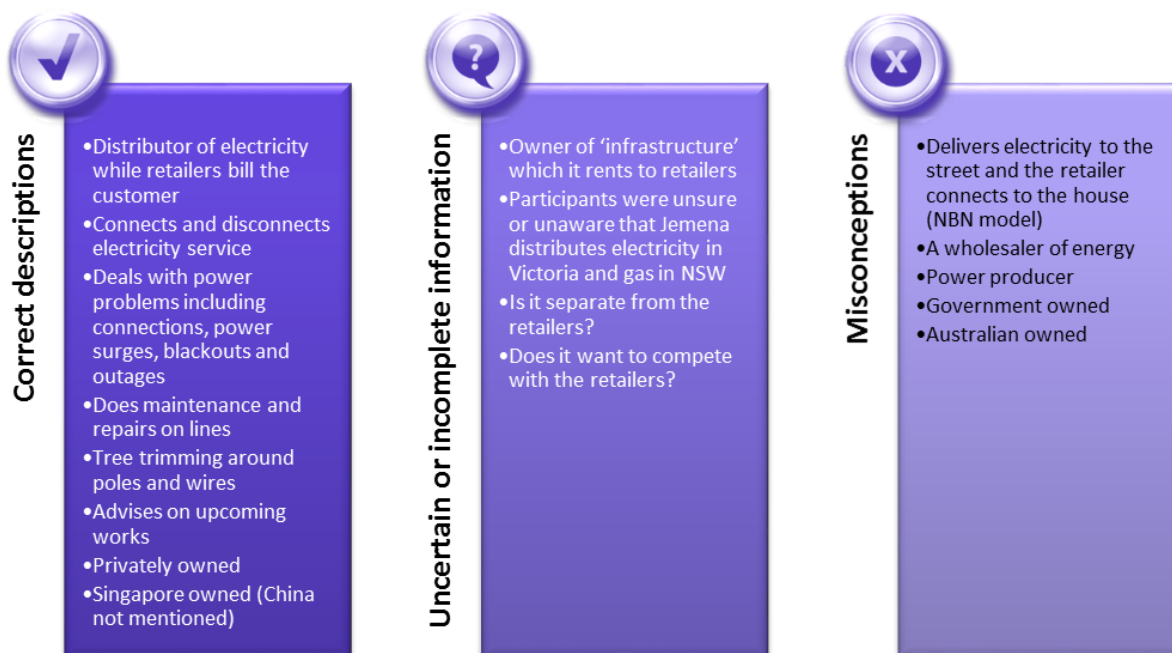 Correct descriptions
•Distributor of electricity
while retailers bill the
customer
•Connects and disconnects
electricity service
•Deals with power
problems including
connections, power
surges, blackouts and
outages
•Does maintenance and
repairs on lines
•Tree trimming around
poles and wires
•Advises on upcoming
works
•Privately owned
•Singapore owned (China
not mentioned)
?
Uncertain or incomplete information
•Owner of ‘infrastructure’
which it rents to retailers
•Participants were unsure
or unaware that Jemena
distributes electricity in
Victoria and gas in NSW
•Is it separate from the
retailers?
•Does it want to compete
with the retailers?
X
Misconceptions
•Delivers electricity to the
street and the retailer
connects to the house
(NBN model)
•A wholesaler of energy
•Power producer
•Government owned
•Australian owned